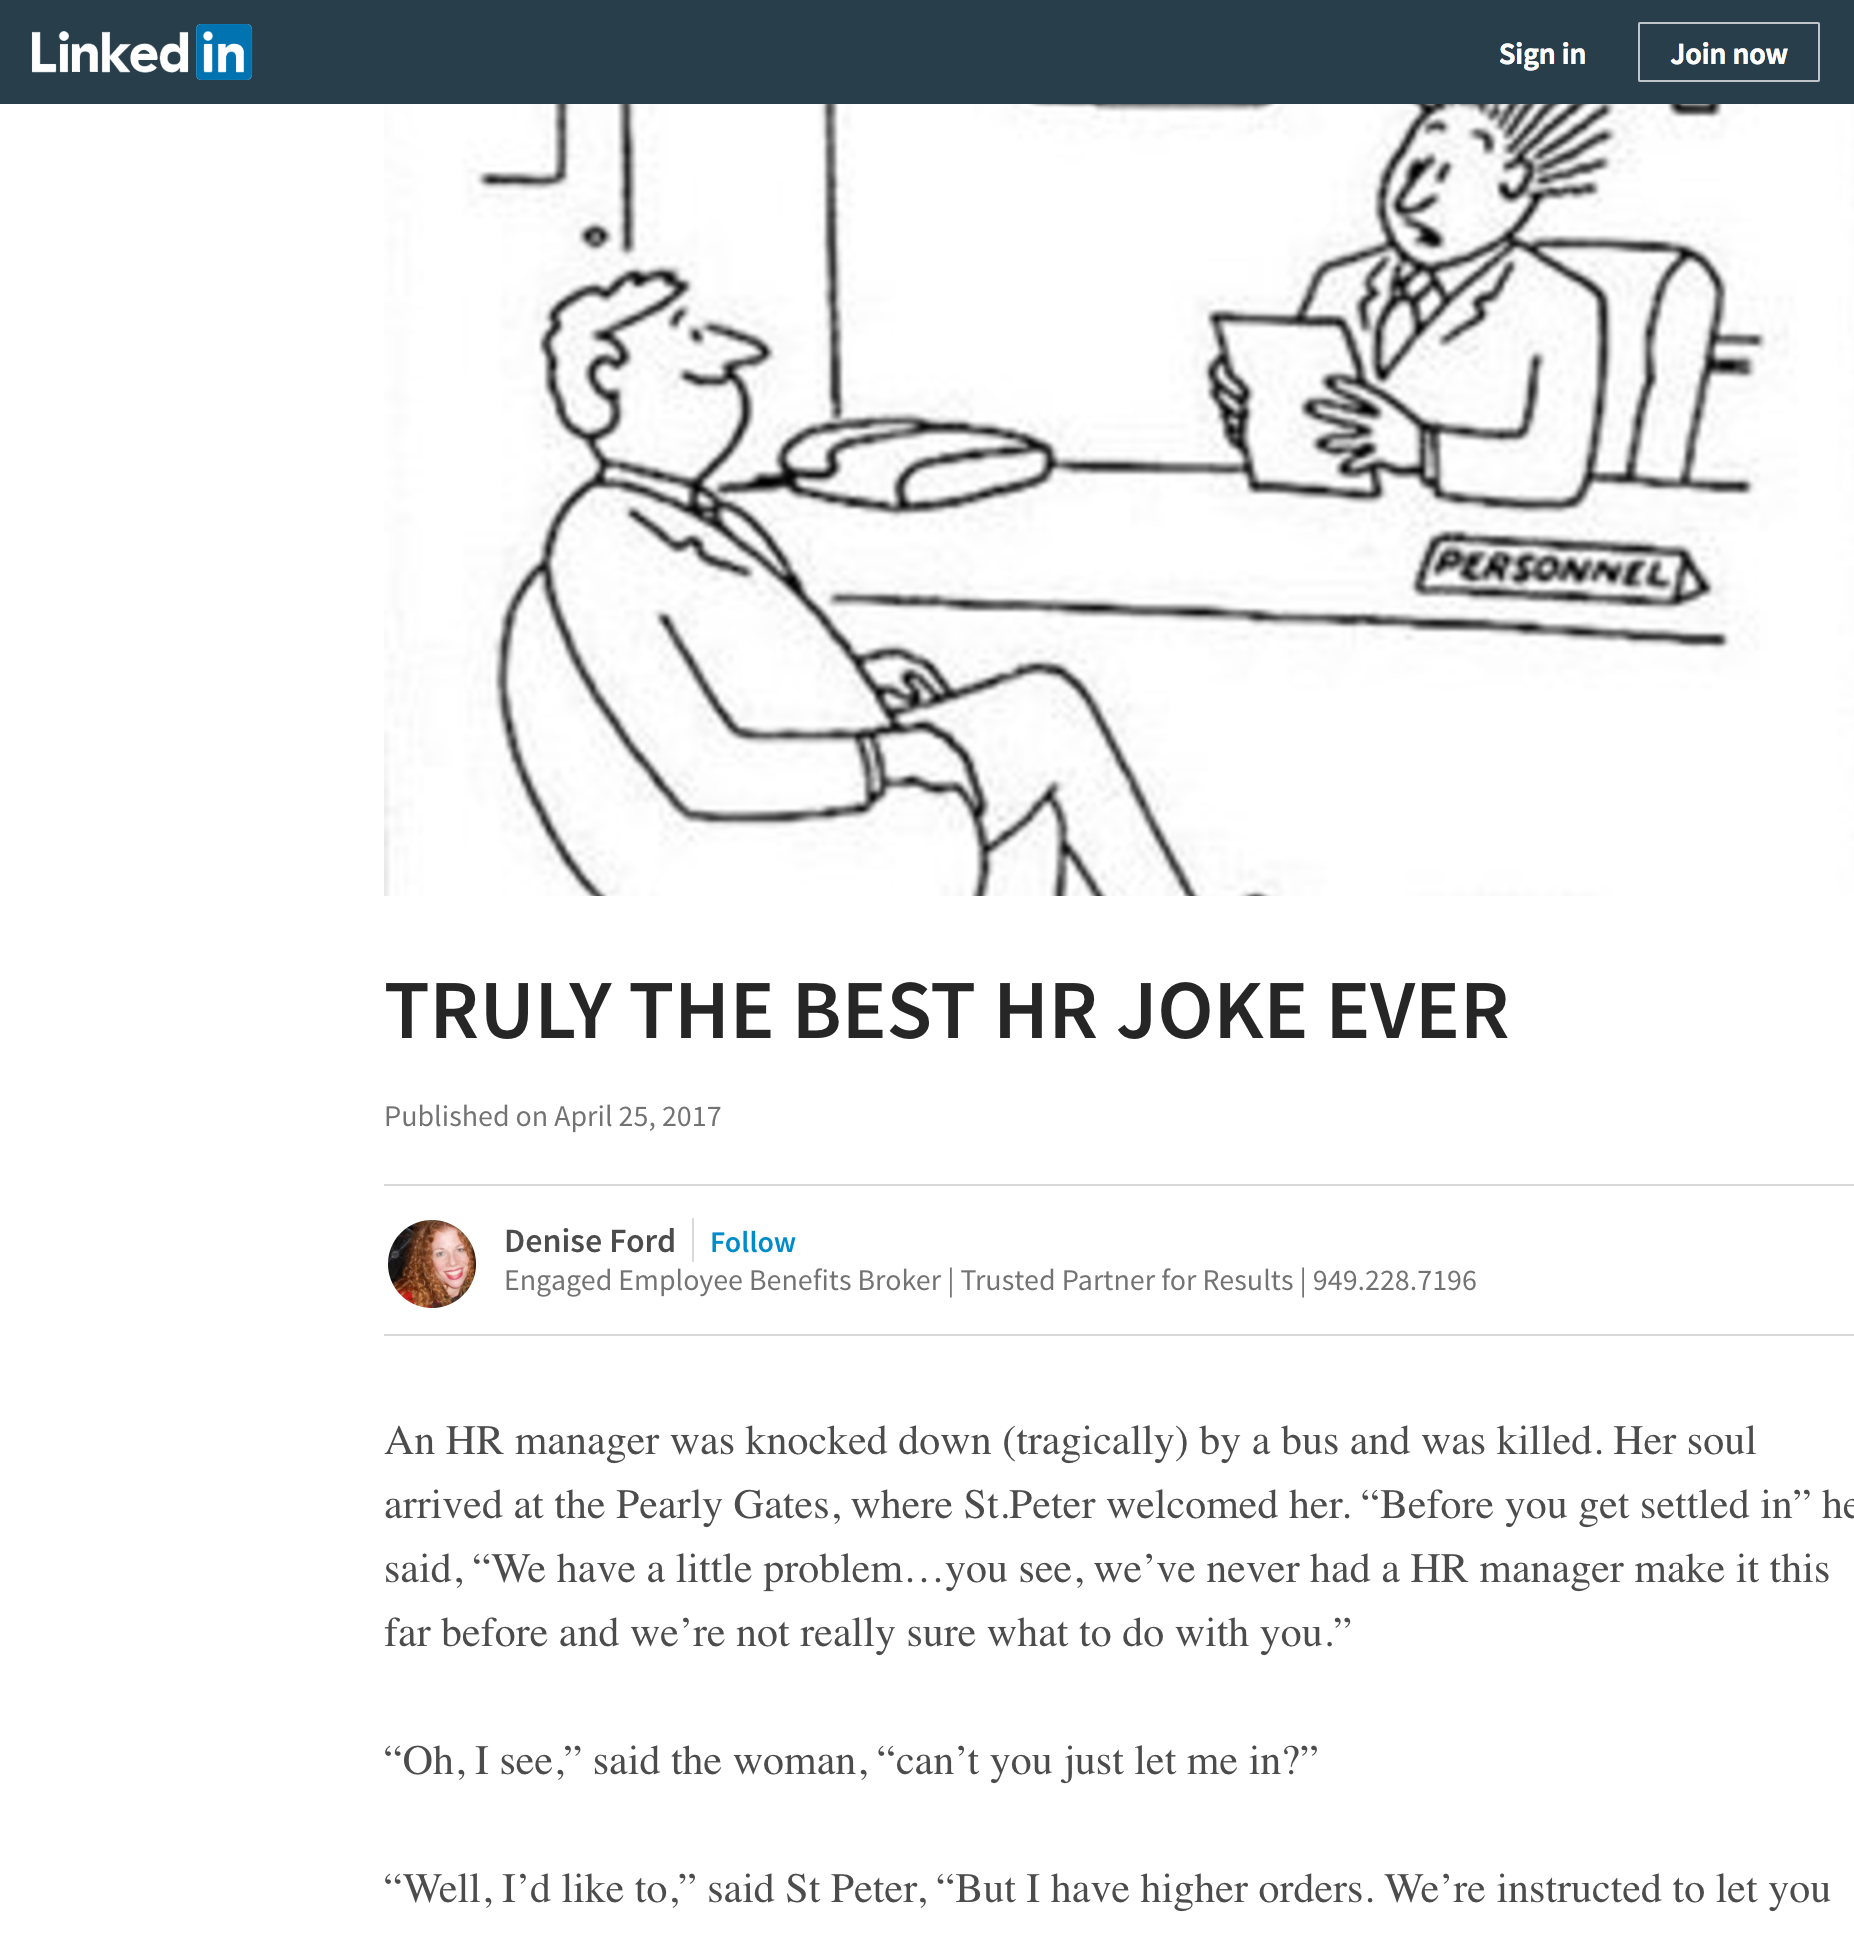 Linked in
Sign in
Join now
PERSONNEL
TRULY THE BEST HR JOKE EVER
Published on April 25, 2017
Denise Ford
Follow
Engaged Employee Benefits Broker | Trusted Partner for Results | 949.228.7196
An HR manager was knocked down (tragically) by a bus and was killed. Her soul
arrived at the Pearly Gates, where St.Peter welcomed her. “Before you get settled in” he
said, “We have a little problem…you see, we’ve never had a HR manager make it this
far before and we’re not really sure what to do with you.”
“Oh, I see,” said the woman, “can’t you just let me in?”
“Well, I’d like to,” said St Peter, “But I have higher orders. We’re instructed to let you